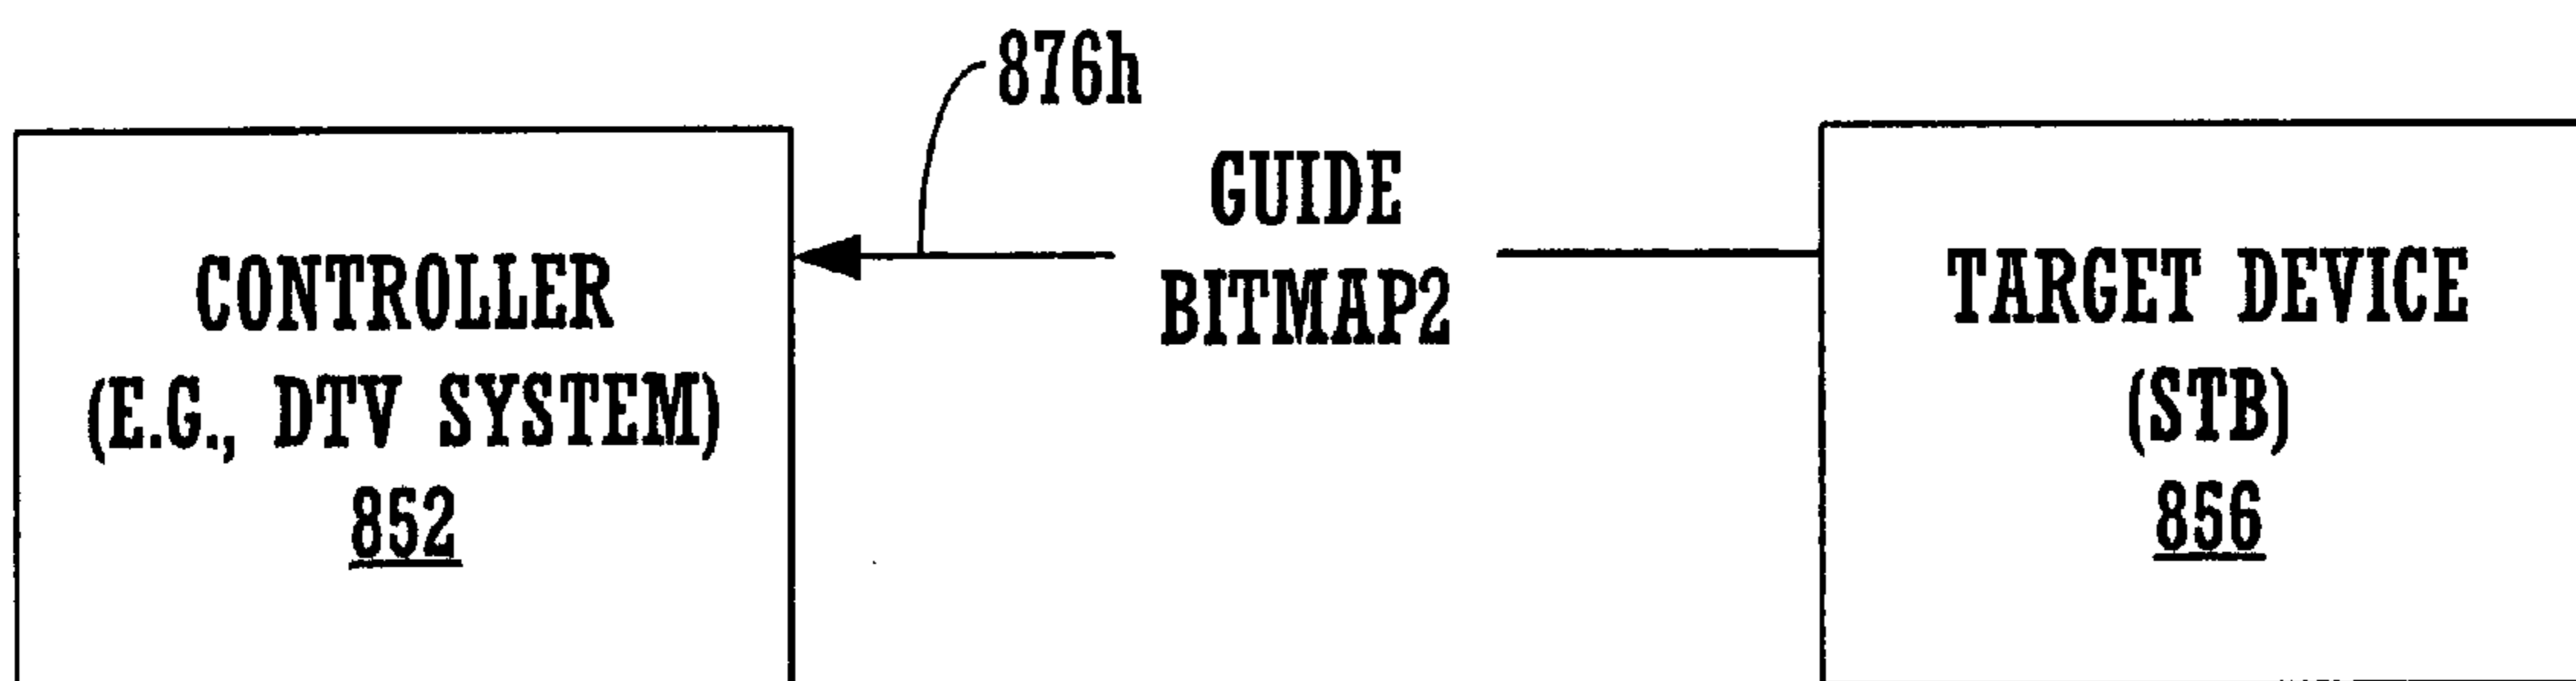 876h
GUIDE
BITMAP2
CONTROLLER
(E.G., DTV SYSTEM)
852
TARGET DEVICE
(STB)
856